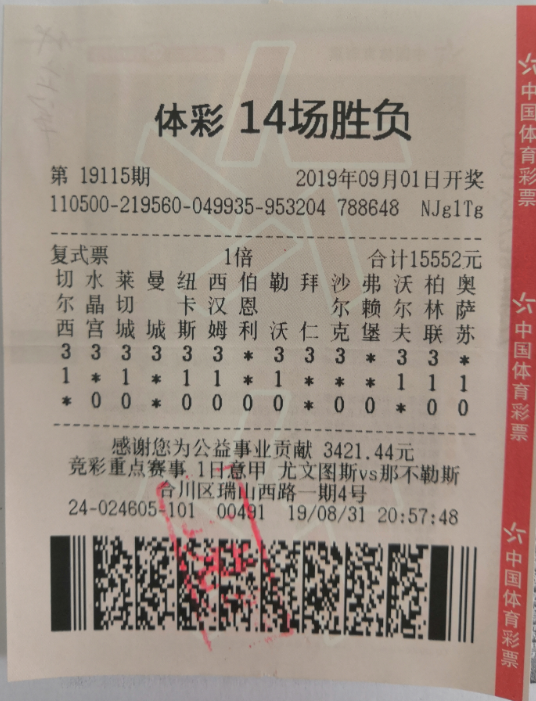 体彩 14场胜负
第 19115期 2019年09月01日开奖
110500-219560-049935-953204 788648 NJglTg
复式票 1倍 合计15552元
切 水 莱 曼 纽 西 伯 勒 拜 沙 弗 沃 柏 奥
尔 晶 切 卡 汉 恩 尔 赖 尔 林 萨
西 宫 城 城 斯 姆 利 沃 仁 克 堡 夫 联 苏
3 3 3 3 3 3 * 3 3 3 * 3 3 *
1 * 1 * 1 1 * 1 * * * 1 1 1
* 0 0 * 0 0 0 0 * 0 0 * 0 0
感谢您为公益事业贡献 3421.44元
竞彩重点赛事 1日意甲 尤文图斯vs那不勒斯
合川区瑞山西路一期4号
24-024605-101 00491 19/08/31 20:57:48
中国体育彩票
中国体育彩票
中国体育彩票